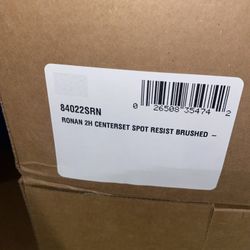 84022SRN
0 26508 35474 2
RONAN 2H CENTERSET SPOT RESIST BRUSHED –